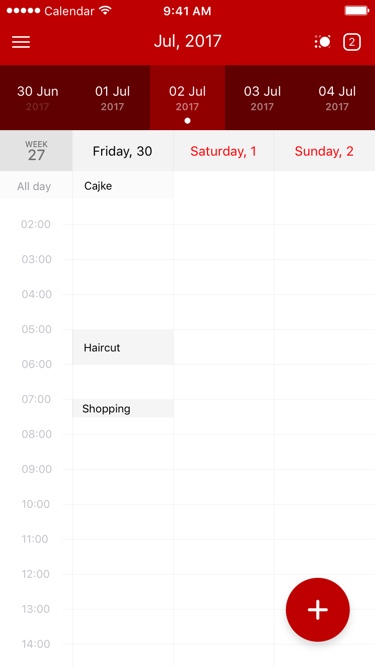 Calendar
9:41 AM
Jul, 2017
2
30 Jun
2017
01 Jul
2017
02 Jul
2017
03 Jul
2017
04 Jul
2017
WEEK
27
Friday, 30
Saturday, 1
Sunday, 2
All day
Cajke
02:00
03:00
04:00
05:00
Haircut
06:00
07:00
Shopping
08:00
09:00
10:00
11:00
12:00
13:00
14:00